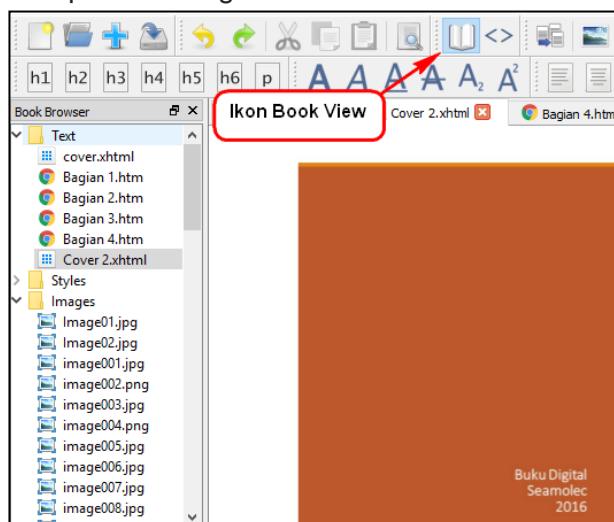 h1 h2 h3 h4 h5 h6 p A A A A A₂ A²
Book Browser
Ikon Book View
Cover 2.xhtml
Bagian 4.htm
Text
cover.xhtml
Bagian 1.htm
Bagian 2.htm
Bagian 3.htm
Bagian 4.htm
Cover 2.xhtml
Styles
Images
Image01.jpg
Image02.jpg
image001.jpg
image002.png
image003.jpg
image004.png
image005.jpg
image006.jpg
image007.jpg
image008.jpg
Buku Digital
Seamolec
2016